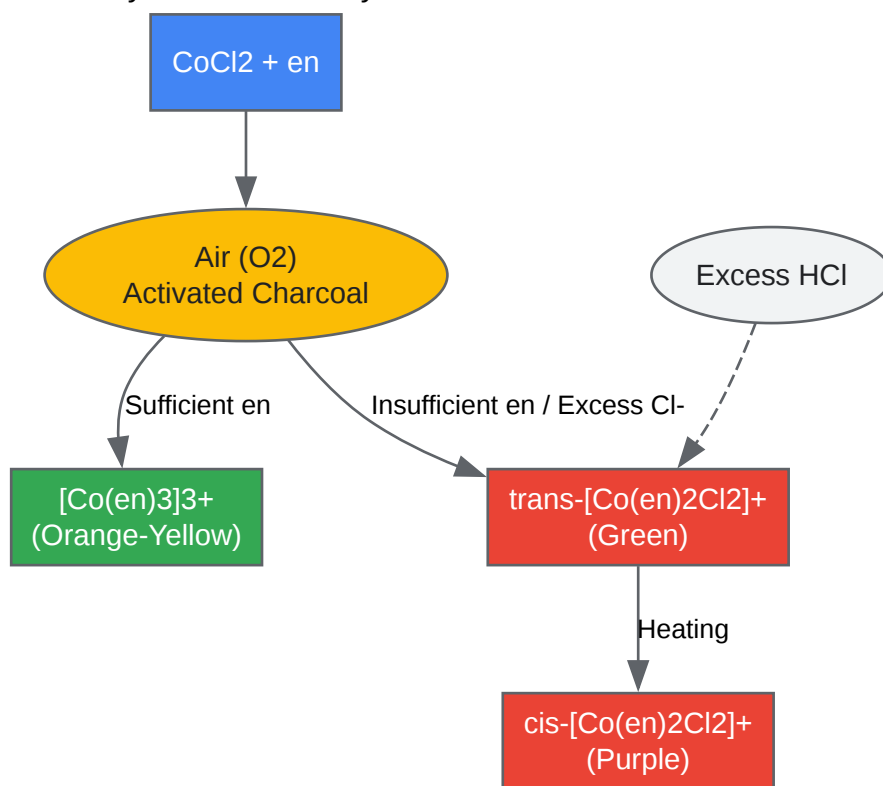 CoCl2 + en
Air (O2)
Activated Charcoal
Excess HCl
Sufficient en
Insufficient en / Excess Cl-
[Co(en)3]3+
(Orange-Yellow)
trans-[Co(en)2Cl2]+
(Green)
Heating
cis-[Co(en)2Cl2]+
(Purple)